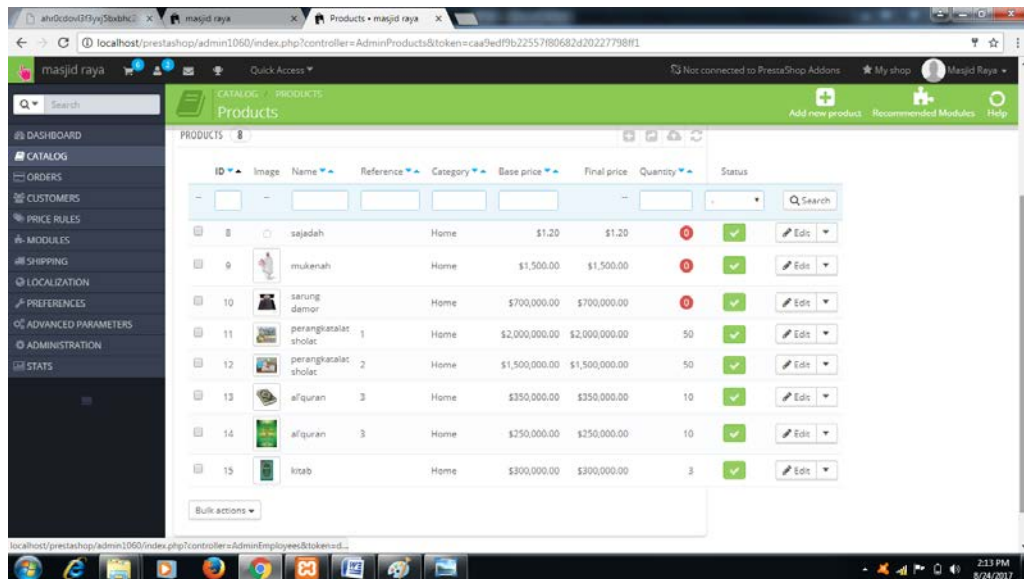 ahr0cdovl3f3yxj5bxbhc2
masjid raya
Products • masjid raya
localhost/prestashop/admin1060/index.php?controller=AdminProducts&token=caa9edf9b22557f80682d20227798ff1
masjid raya
Quick Access
Not connected to PrestaShop Addons
My shop
Masjid Raya
Search
CATALOG / PRODUCTS
Products
Add new product
Recommended Modules
Help
DASHBOARD
CATALOG
ORDERS
CUSTOMERS
PRICE RULES
MODULES
SHIPPING
LOCALIZATION
PREFERENCES
ADVANCED PARAMETERS
ADMINISTRATION
STATS
PRODUCTS 8
ID Image Name Reference Category Base price Final price Quantity Status
-- -- -- - Search
8 sajadah Home $1.20 $1.20 0 Edit
9 mukenah Home $1,500.00 $1,500.00 0 Edit
10 sarung damor Home $700,000.00 $700,000.00 0 Edit
11 perangkatalat sholat 1 Home $2,000,000.00 $2,000,000.00 50 Edit
12 perangkatalat sholat 2 Home $1,500,000.00 $1,500,000.00 50 Edit
13 al'quran 3 Home $350,000.00 $350,000.00 10 Edit
14 al'quran 3 Home $250,000.00 $250,000.00 10 Edit
15 kitab Home $300,000.00 $300,000.00 3 Edit
Bulk actions
localhost/prestashop/admin1060/index.php?controller=AdminEmployees&token=d...
2:13 PM
8/24/2017